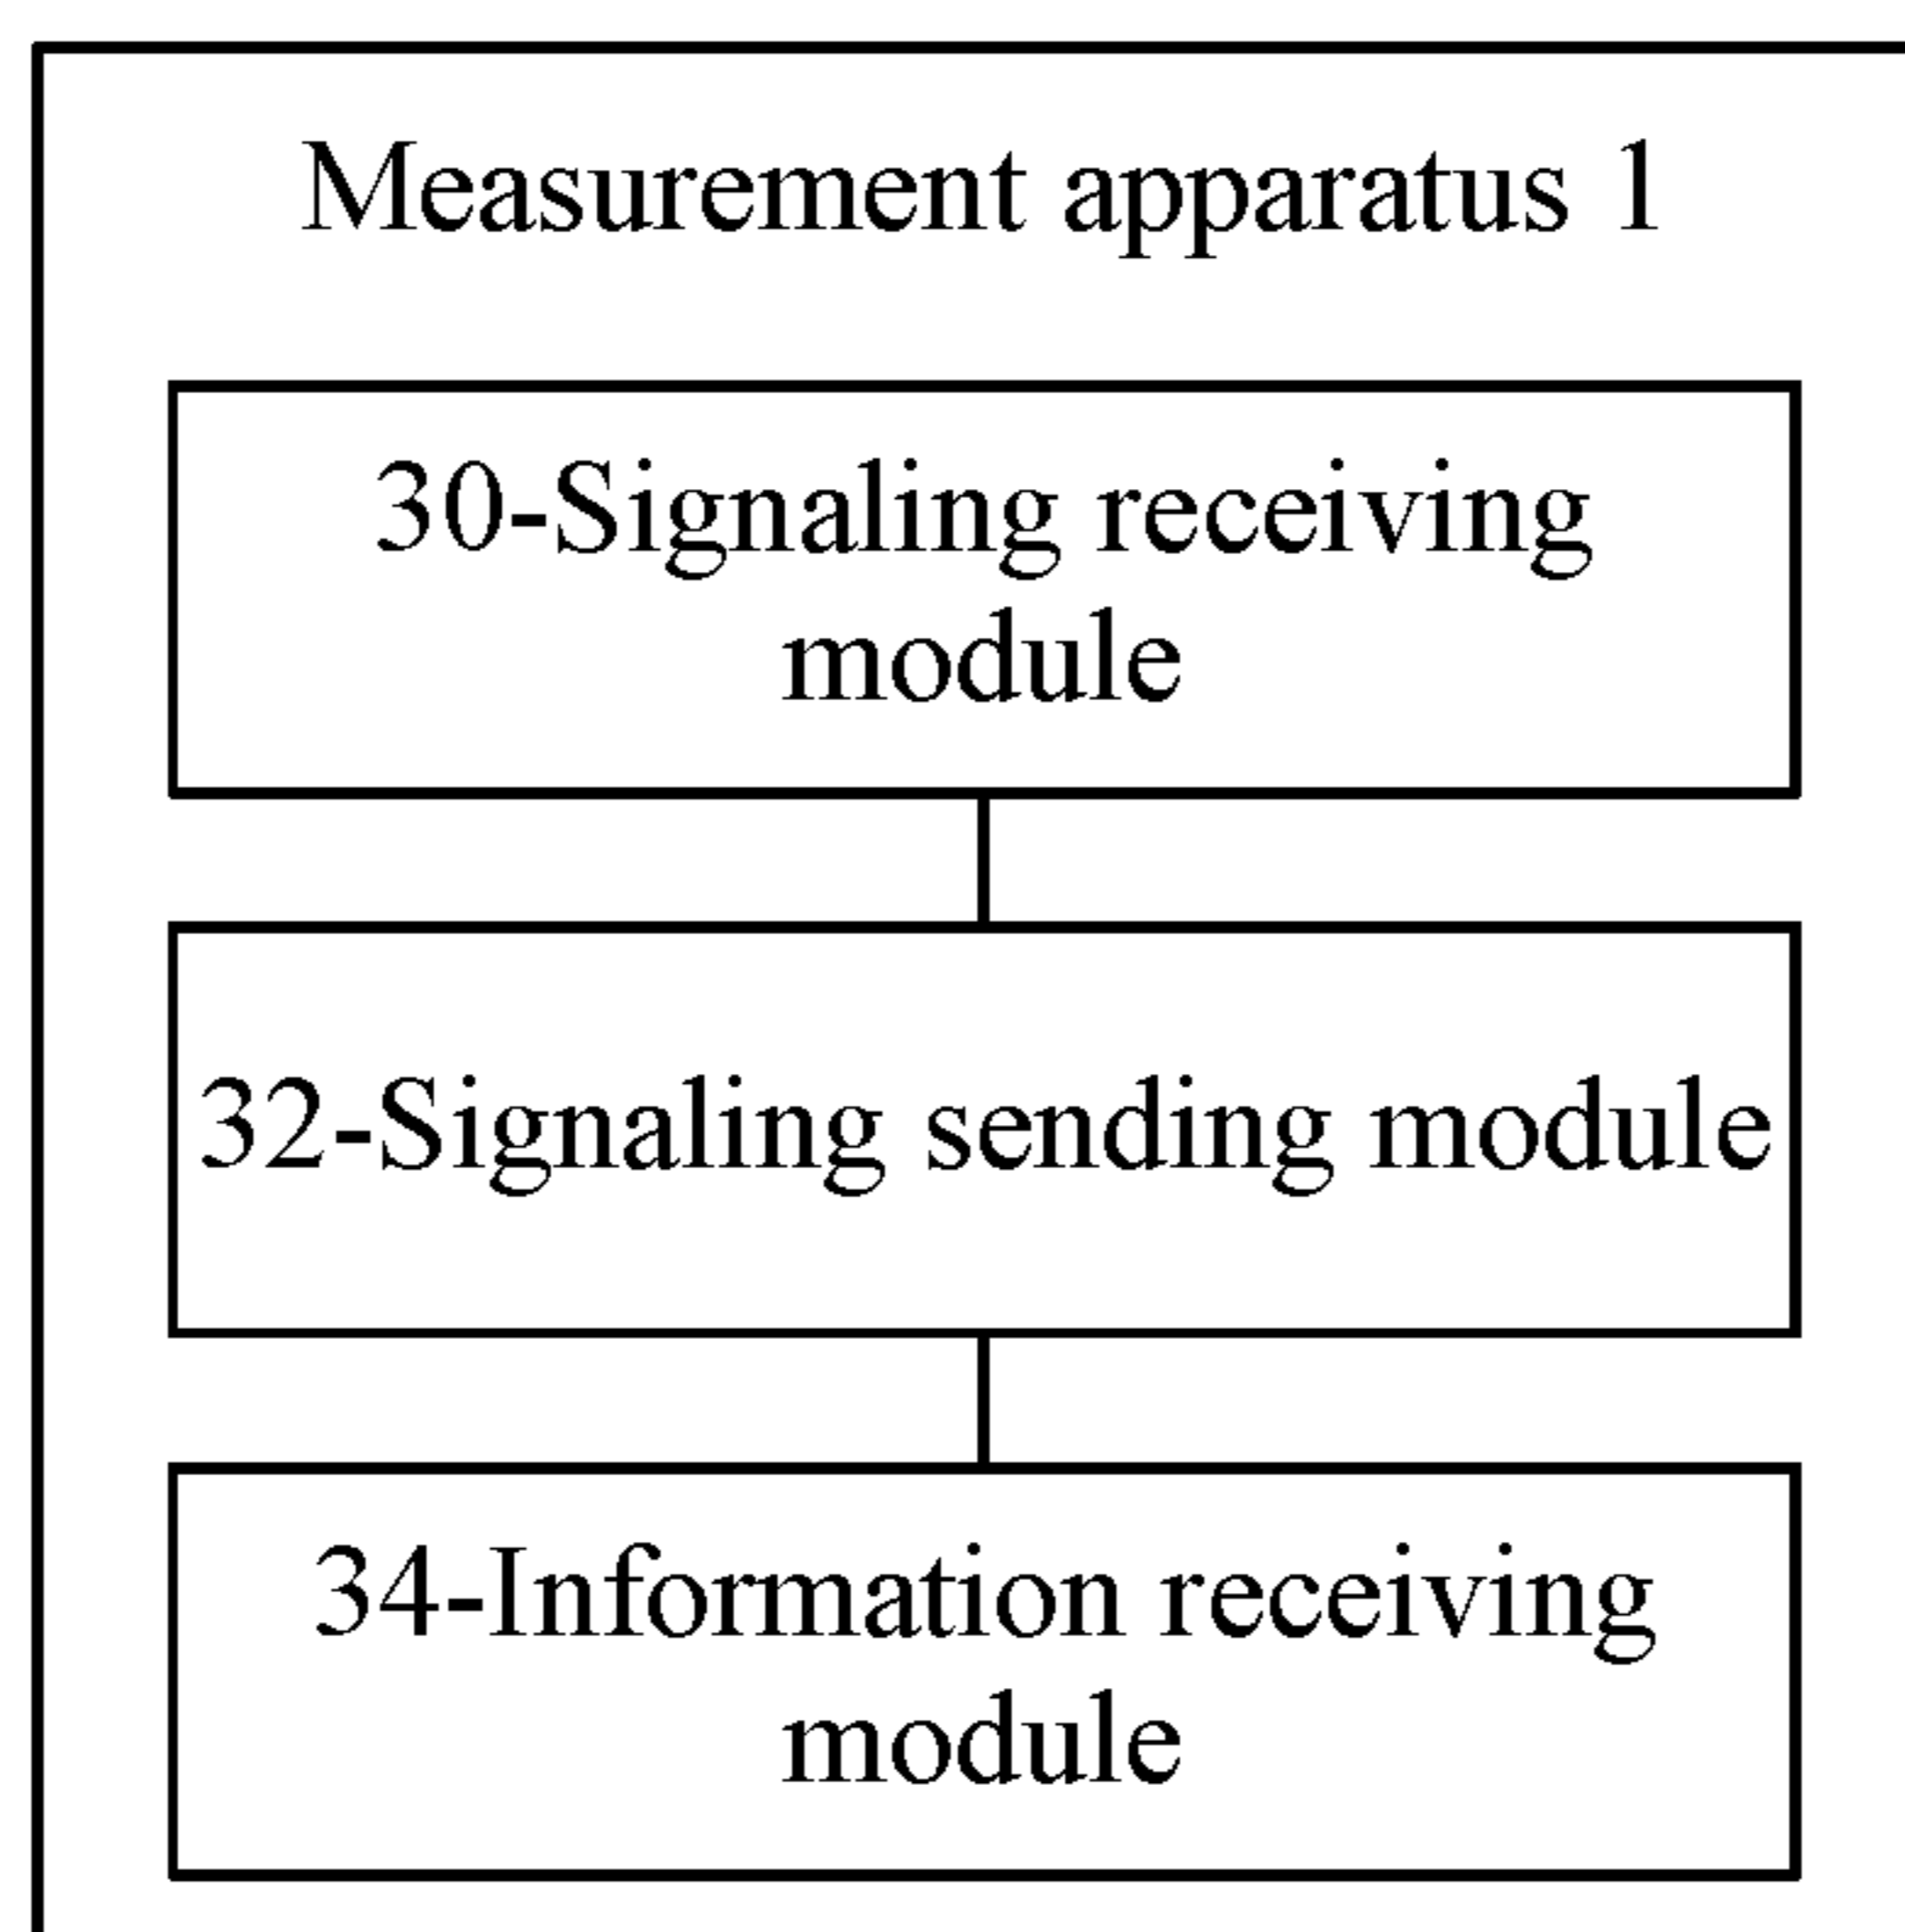 Measurement apparatus 1
30-Signaling receiving
module
32-Signaling sending module
34-Information receiving
module